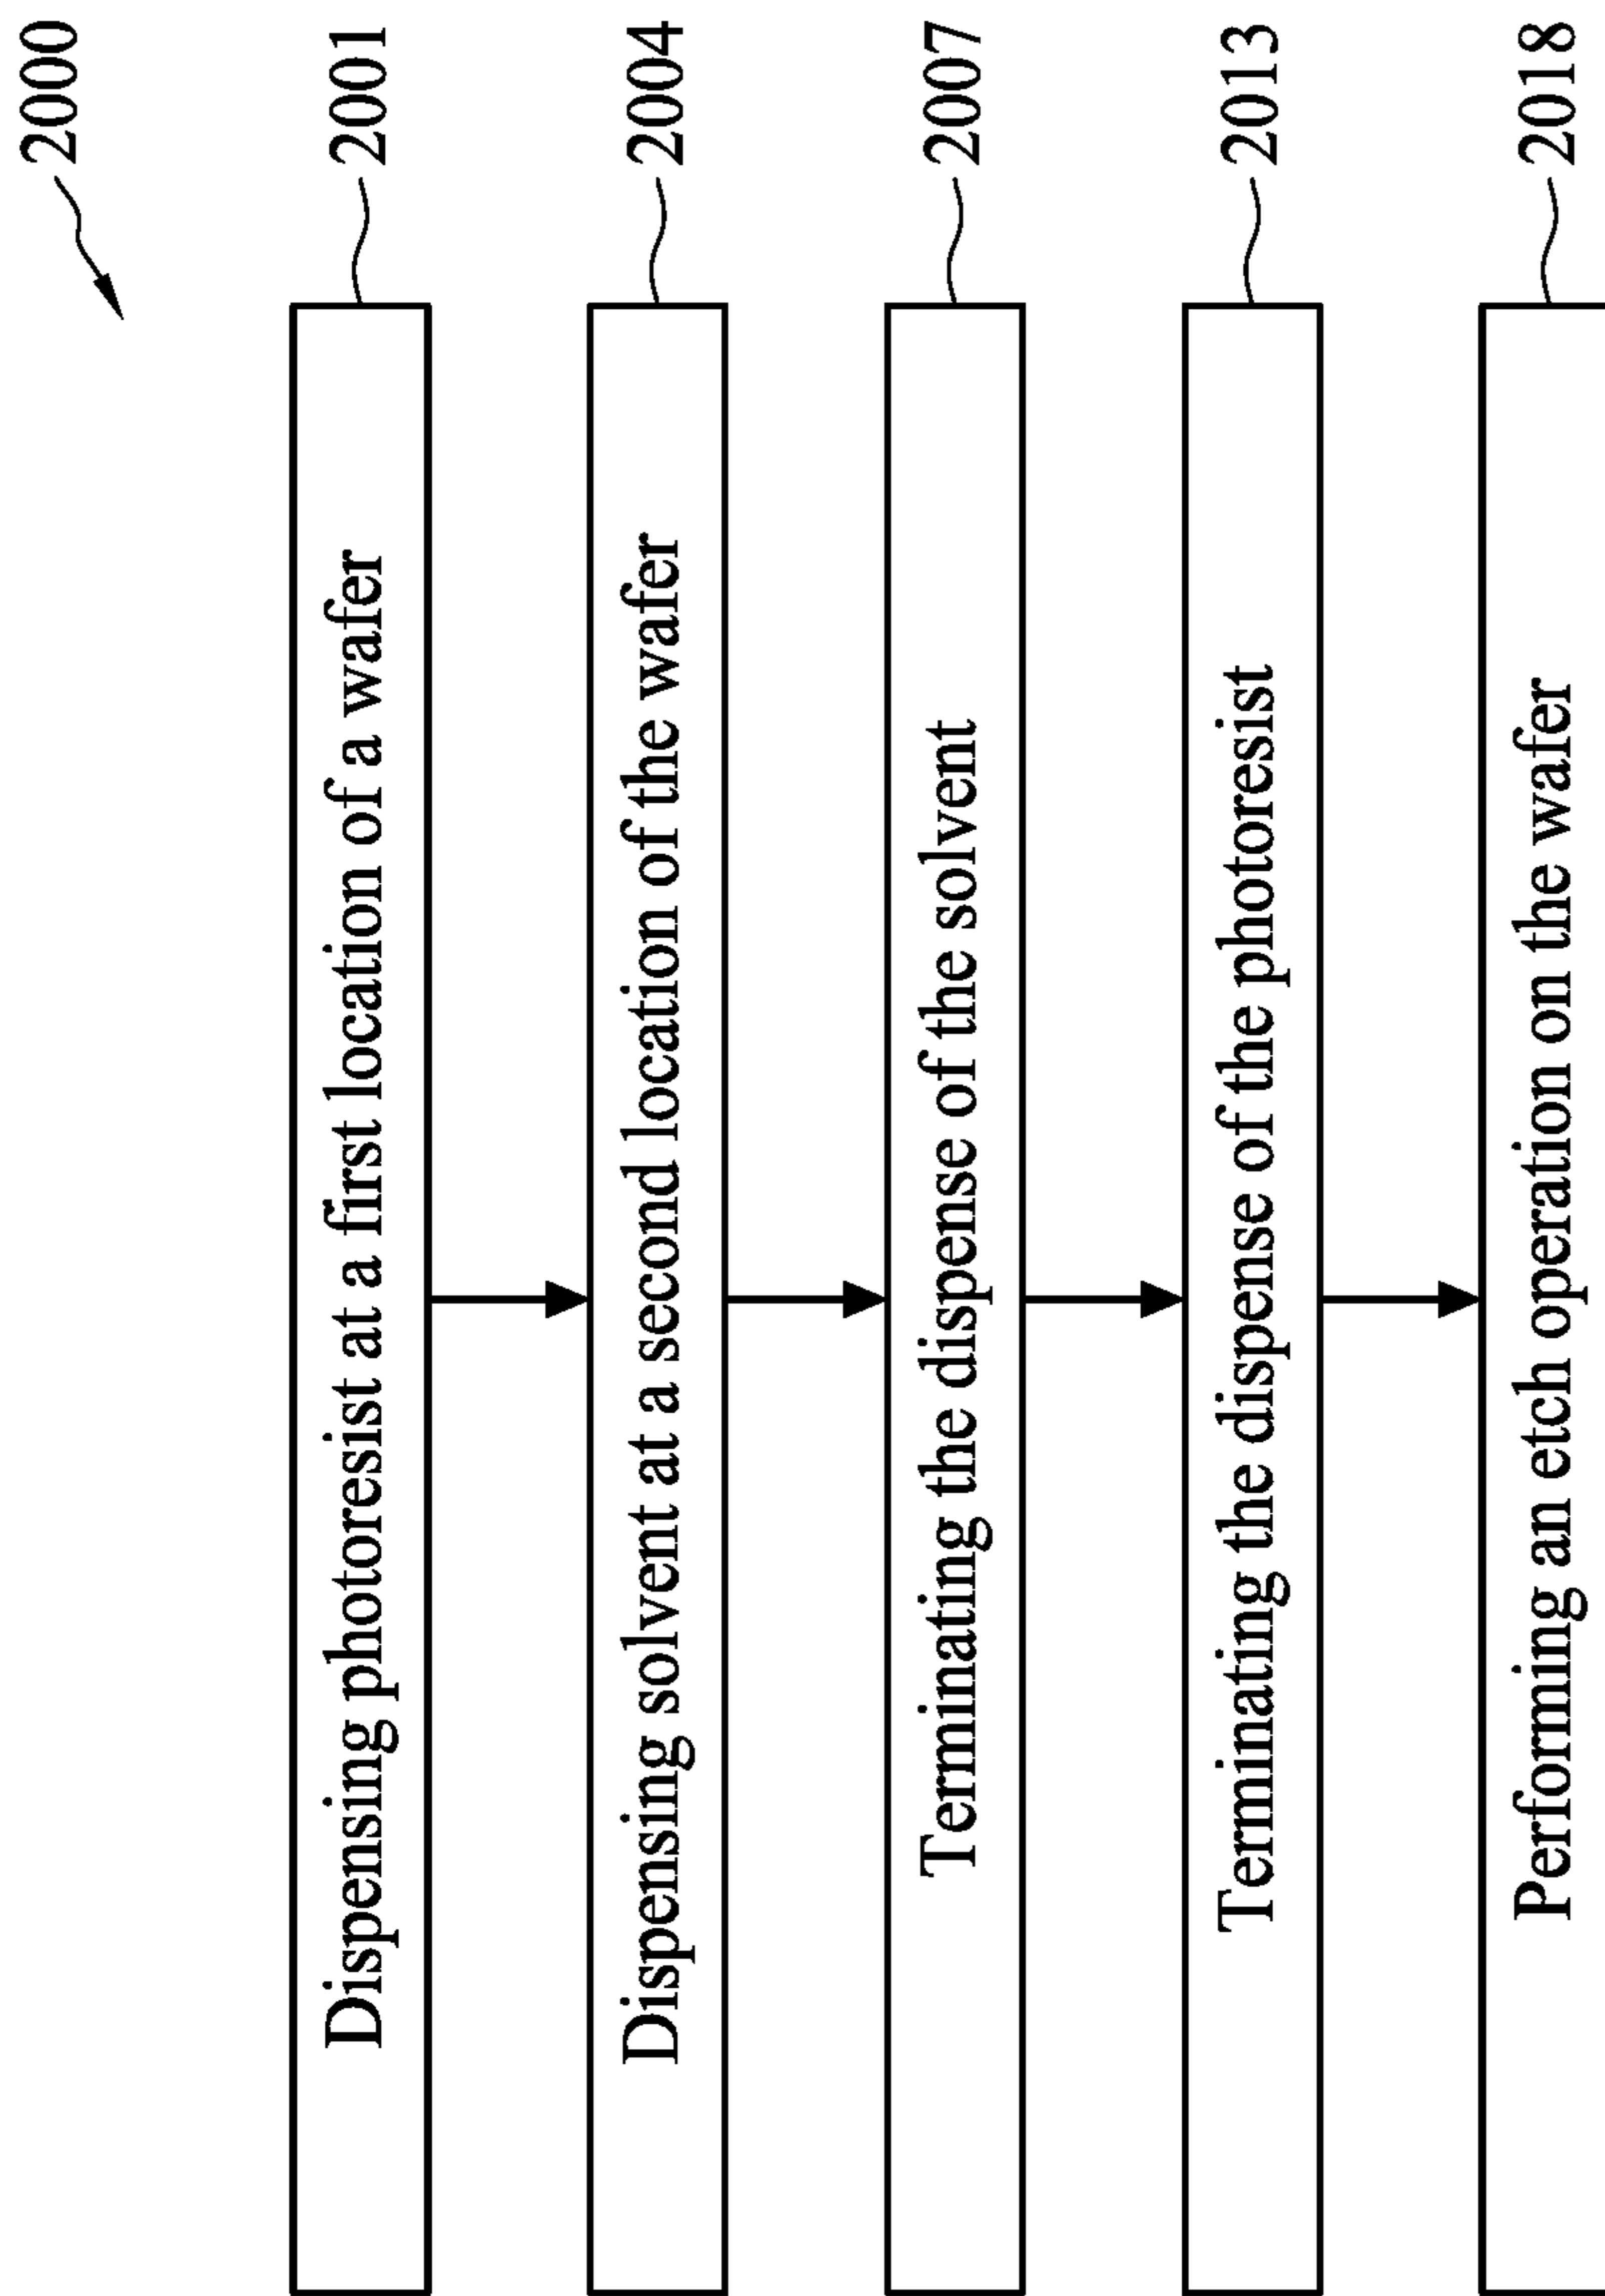 2000
Dispensing photoresist at a first location of a wafer
2001
Dispensing solvent at a second location of the wafer
2004
Terminating the dispense of the solvent
2007
Terminating the dispense of the photoresist
2013
Performing an etch operation on the wafer
2018